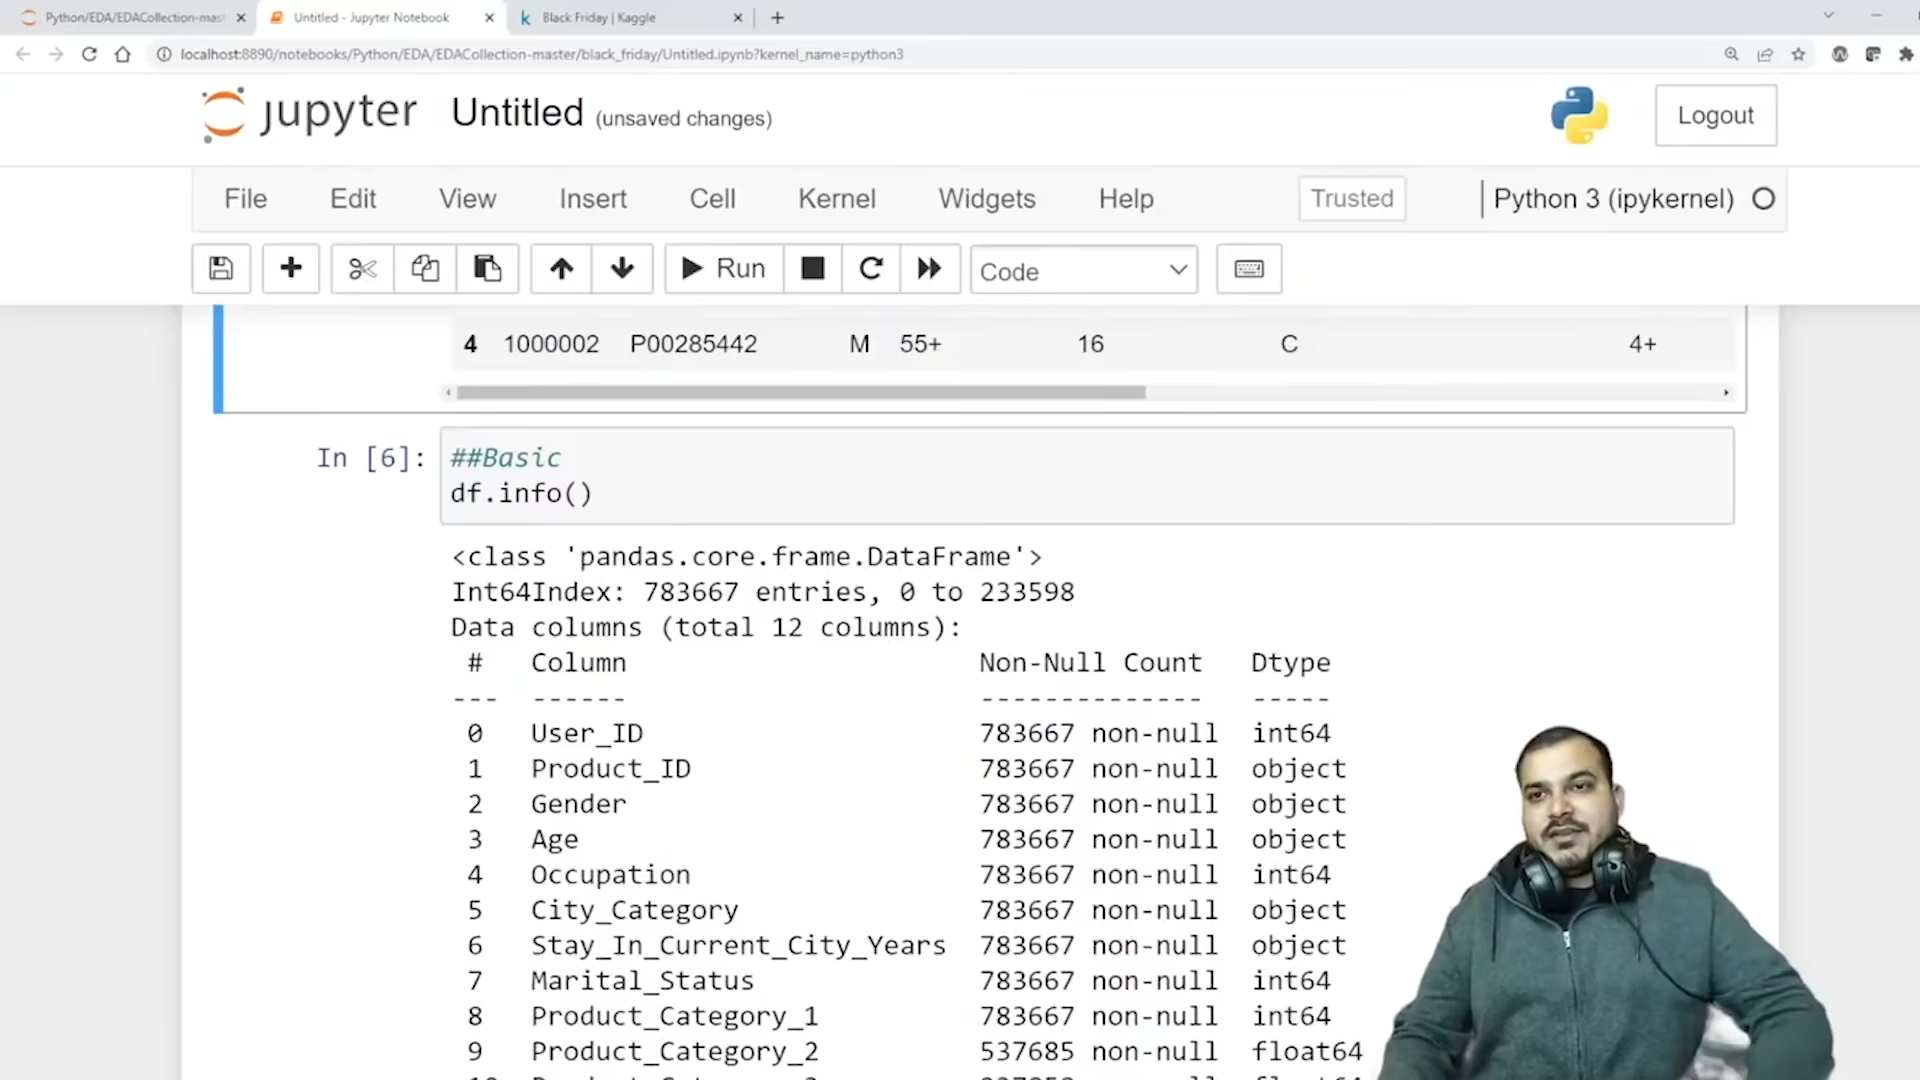 Python/EDA/EDACollection-mas
Untitled - Jupyter Notebook
Black Friday | Kaggle
localhost:8890/notebooks/Python/EDA/EDACollection-master/black_friday/Untitled.ipynb?kernel_name=python3
jupyter Untitled (unsaved changes)
Logout
File Edit View Insert Cell Kernel Widgets Help Trusted Python 3 (ipykernel)
Run Code
4 1000002 P00285442 M 55+ 16 C 4+
In [6]: ##Basic
df.info()
<class 'pandas.core.frame.DataFrame'>
Int64Index: 783667 entries, 0 to 233598
Data columns (total 12 columns):
# Column Non-Null Count Dtype
--- ------ -------------- -----
0 User_ID 783667 non-null int64
1 Product_ID 783667 non-null object
2 Gender 783667 non-null object
3 Age 783667 non-null object
4 Occupation 783667 non-null int64
5 City_Category 783667 non-null object
6 Stay_In_Current_City_Years 783667 non-null object
7 Marital_Status 783667 non-null int64
8 Product_Category_1 783667 non-null int64
9 Product_Category_2 537685 non-null float64